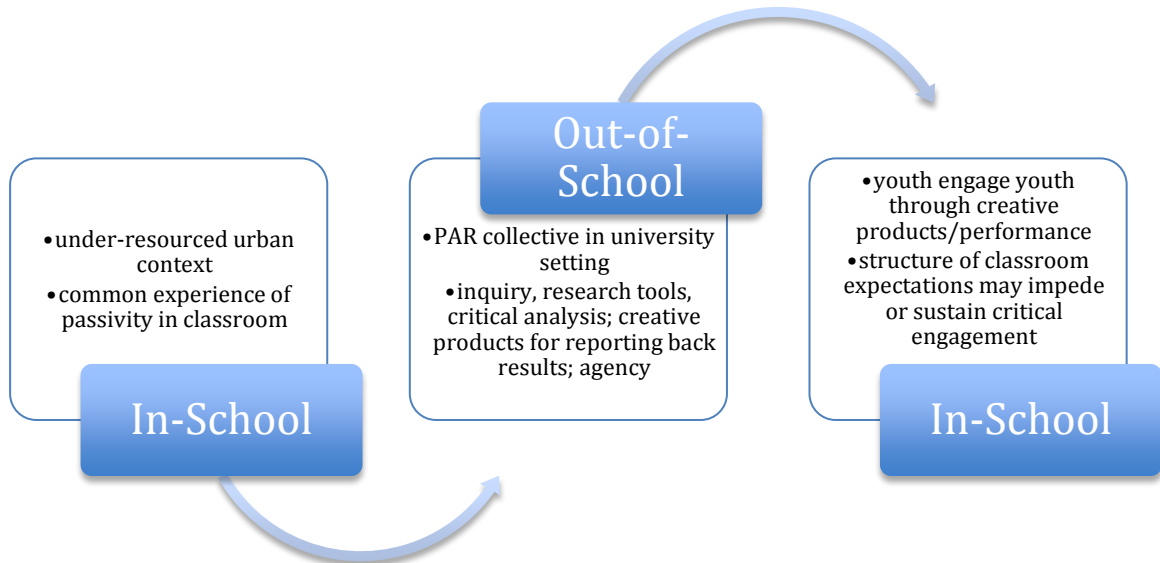 •under-resourced urban
context
•common experience of
passivity in classroom
In-School
Out-of-
School
•PAR collective in university
setting
•inquiry, research tools,
critical analysis; creative
products for reporting back
results; agency
•youth engage youth
through creative
products/performance
•structure of classroom
expectations may impede
or sustain critical
engagement
In-School